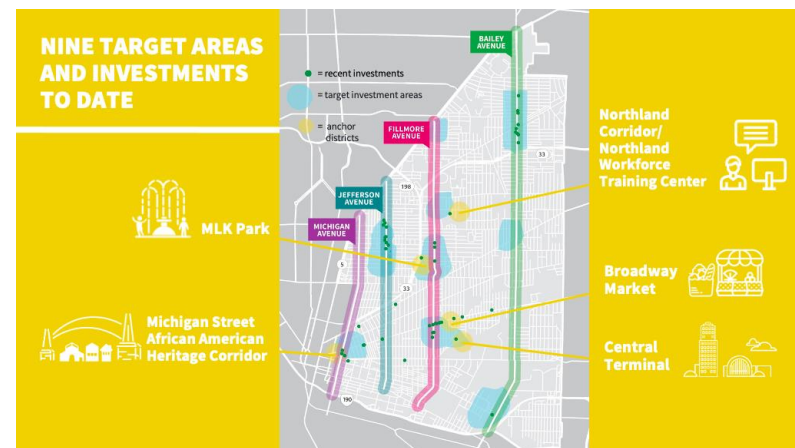 NINE TARGET AREAS
AND INVESTMENTS
TO DATE
= recent investments
= target investment areas
= anchor
districts
BAILEY
AVENUE
FILLMORE
AVENUE
JEFFERSON
AVENUE
MICHIGAN
AVENUE
33
198
5
33
190
MLK Park
Michigan Street
African American
Heritage Corridor
Northland
Corridor/
Northland
Workforce
Training Center
Broadway
Market
Central
Terminal